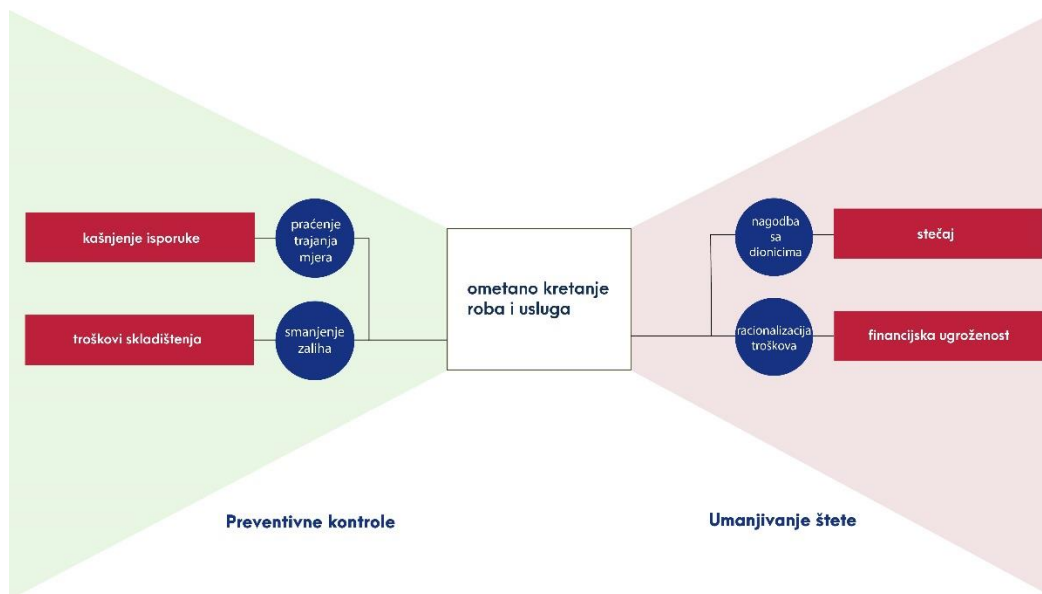 kašnjenje isporuke
praćenje
trajanja
mjera
troškovi skladištenja
smanjenje
zaliha
ometano kretanje
roba i usluga
nagodba
sa
dionicima
stečaj
racionalizacija
troškova
financijska ugroženost
Preventivne kontrole
Umanjivanje štete